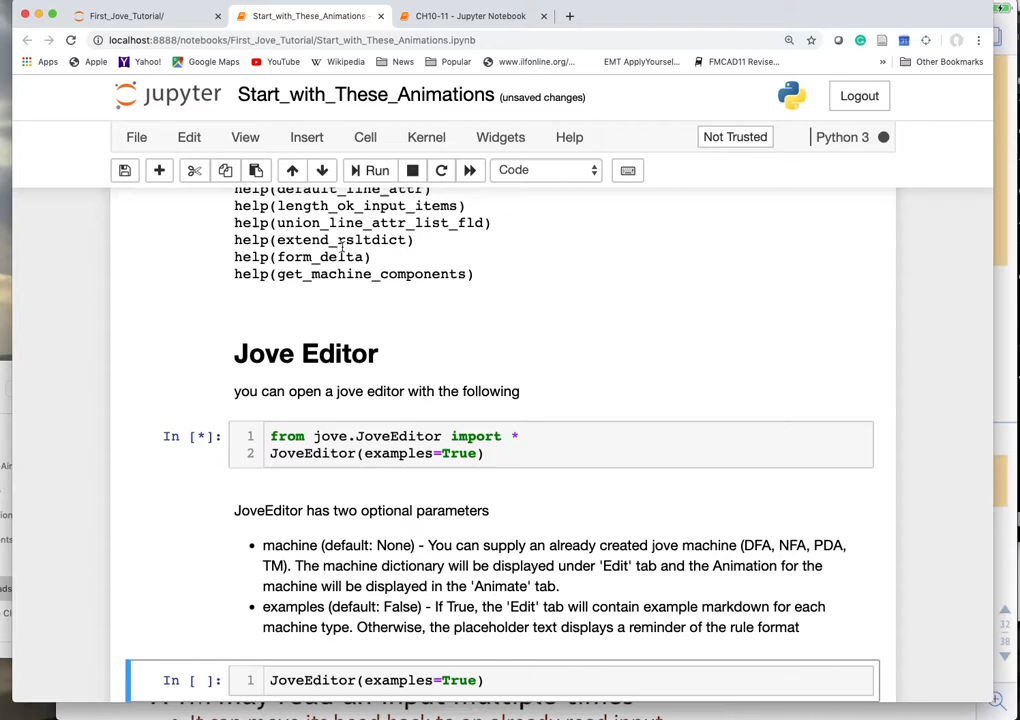 First_Jove_Tutorial/
Start_with_These_Animations -
CH10-11 - Jupyter Notebook
localhost:8888/notebooks/First_Jove_Tutorial/Start_with_These_Animations.ipynb
Apps Apple Yahoo! Google Maps YouTube Wikipedia News Popular www.ilfonline.org/... EMT ApplyYoursel... FMCAD11 Revise... » Other Bookmarks
jupyter Start_with_These_Animations (unsaved changes) Logout
File Edit View Insert Cell Kernel Widgets Help Not Trusted Python 3
Run Code
help(default_line_attr)
help(length_ok_input_items)
help(union_line_attr_list_fld)
help(extend_rsltdict)
help(form_delta)
help(get_machine_components)
Jove Editor
you can open a jove editor with the following
In [*]: 1 from jove.JoveEditor import *
2 JoveEditor(examples=True)
JoveEditor has two optional parameters
• machine (default: None) - You can supply an already created jove machine (DFA, NFA, PDA,
TM). The machine dictionary will be displayed under 'Edit' tab and the Animation for the
machine will be displayed in the 'Animate' tab.
• examples (default: False) - If True, the 'Edit' tab will contain example markdown for each
machine type. Otherwise, the placeholder text displays a reminder of the rule format
In [ ]: 1 JoveEditor(examples=True)
32
38